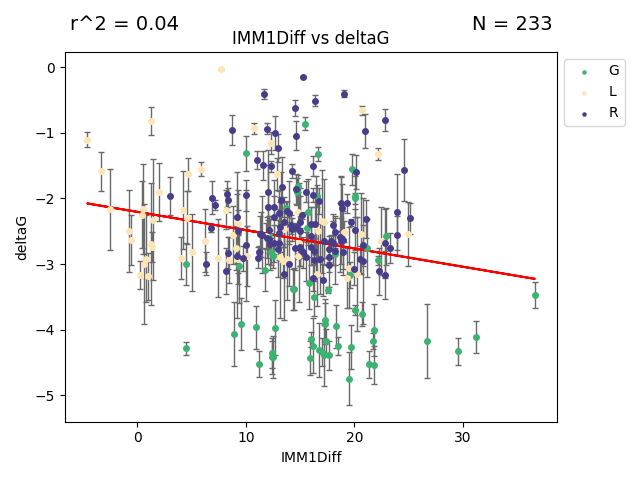 r^2 = 0.04
N = 233
IMM1Diff vs deltaG
deltaG
0
−1
−2
−3
−4
−5
0 10 20 30
IMM1Diff
G
L
R